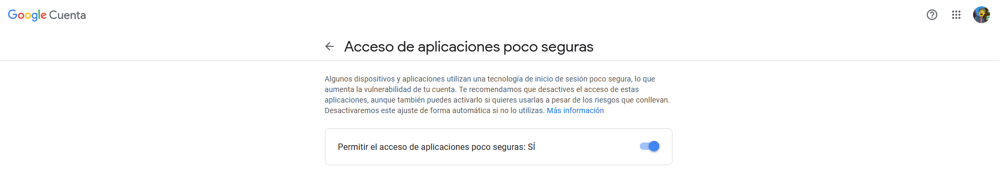 Google Cuenta
Acceso de aplicaciones poco seguras
Algunos dispositivos y aplicaciones utilizan una tecnología de inicio de sesión poco segura, lo que
aumenta la vulnerabilidad de tu cuenta. Te recomendamos que desactives el acceso de estas
aplicaciones, aunque también puedes activarlo si quieres usarlas a pesar de los riesgos que conllevan.
Desactivaremos este ajuste de forma automática si no lo utilizas. Más información
Permitir el acceso de aplicaciones poco seguras: SÍ